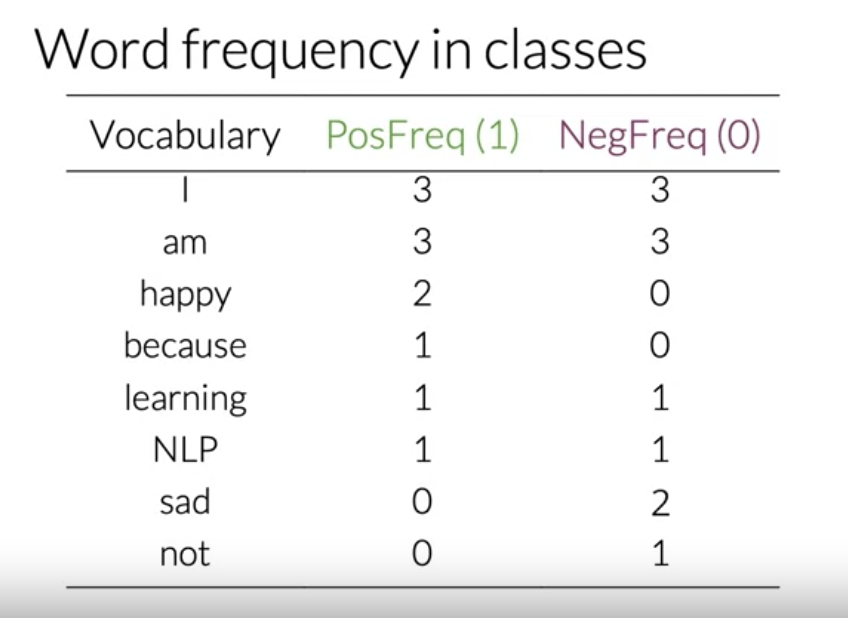 Word frequency in classes
Vocabulary PosFreq (1) NegFreq (0)
I 3 3
am 3 3
happy 2 0
because 1 0
learning 1 1
NLP 1 1
sad 0 2
not 0 1